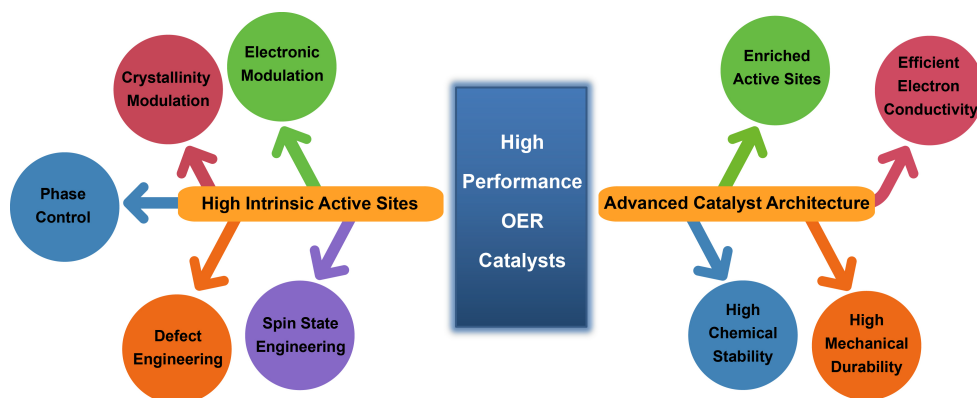 Electronic
Modulation
Crystallinity
Modulation
Phase
Control
High Intrinsic Active Sites
Defect
Engineering
Spin State
Engineering
High
Performance
OER
Catalysts
Enriched
Active Sites
Efficient
Electron
Conductivity
Advanced Catalyst Architecture
High
Chemical
Stability
High
Mechanical
Durability